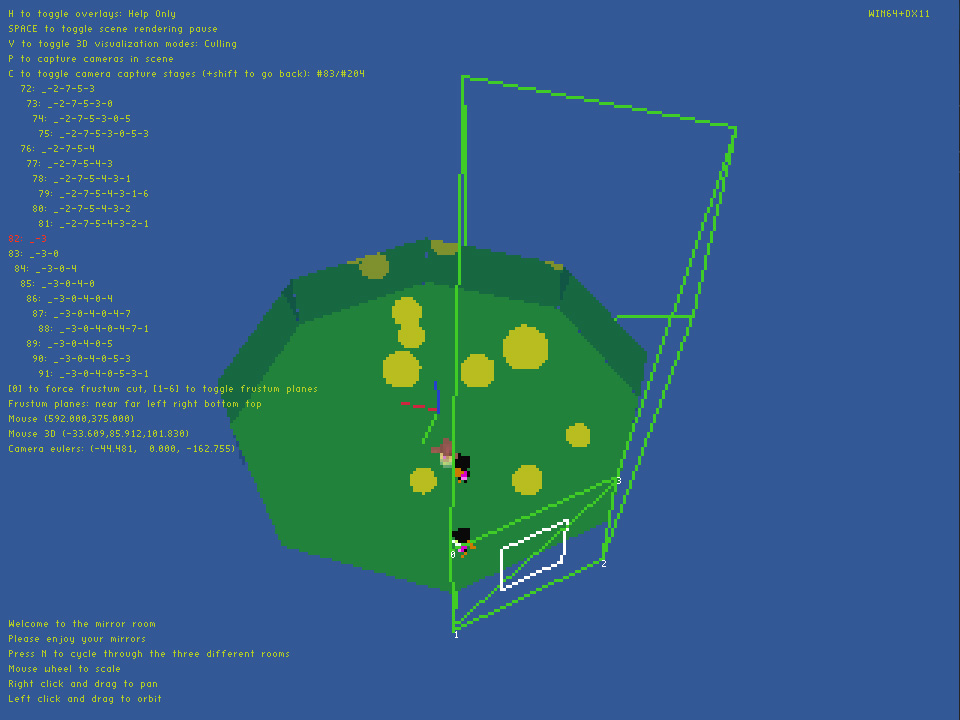 H to toggle overlays: Help Only
WIN64+DX11
SPACE to toggle scene rendering pause
V to toggle 3D visualization modes: Culling
P to capture cameras in scene
C to toggle camera capture stages (+shift to go back): #83/#204
72: _-2-7-5-3
73: _-2-7-5-3-0
74: _-2-7-5-3-0-5
75: _-2-7-5-3-0-5-3
76: _-2-7-5-4
77: _-2-7-5-4-3
78: _-2-7-5-4-3-1
79: _-2-7-5-4-3-1-6
80: _-2-7-5-4-3-2
81: _-2-7-5-4-3-2-1
82: _-3
83: _-3-0
84: _-3-0-4
85: _-3-0-4-0
86: _-3-0-4-0-4
87: _-3-0-4-0-4-7
88: _-3-0-4-0-4-7-1
89: _-3-0-4-0-5
90: _-3-0-4-0-5-3
91: _-3-0-4-0-5-3-1
[0] to force frustum cut, [1-6] to toggle frustum planes
Frustum planes: near far left right bottom top
Mouse (592.000,375.000)
Mouse 3D (-33.609,85.912,101.830)
Camera eulers: (-44.481,  0.000, -162.755)
3
0
2
1
Welcome to the mirror room
Please enjoy your mirrors
Press N to cycle through the three different rooms
Mouse wheel to scale
Right click and drag to pan
Left click and drag to orbit